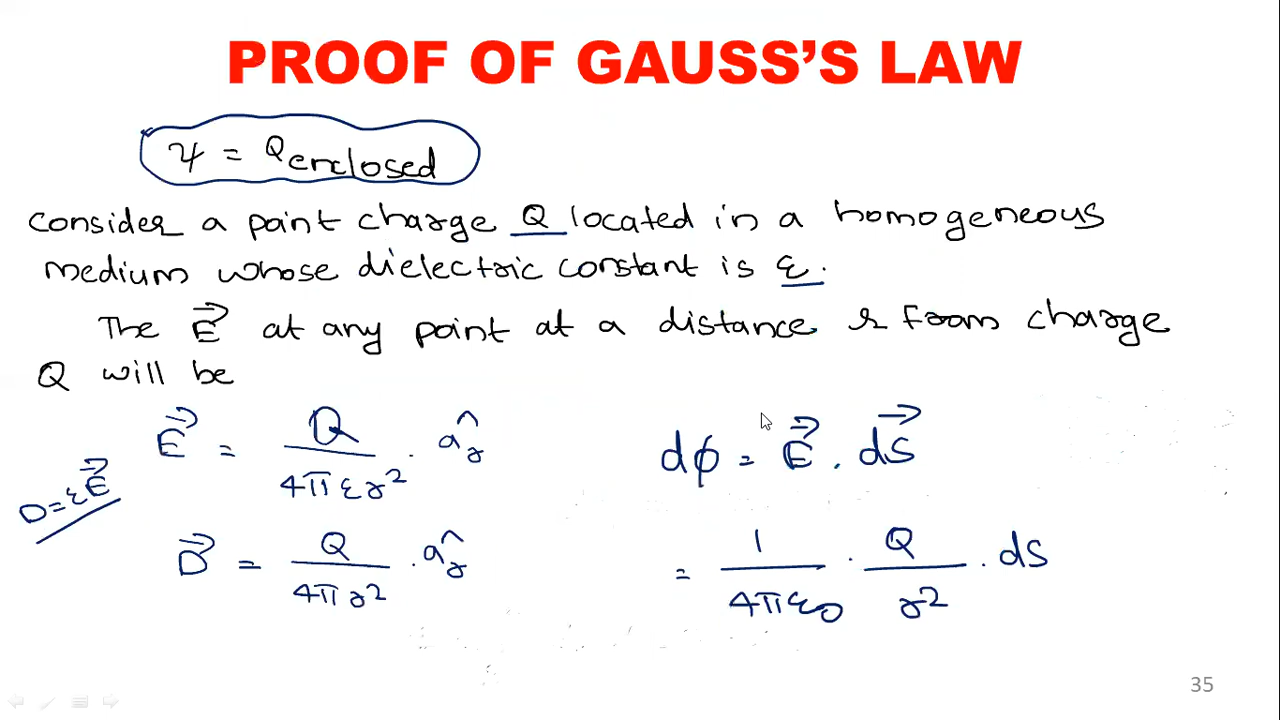 PROOF OF GAUSS'S LAW
ψ = Qenclosed
Consider a point charge Q located in a homogeneous
medium whose dielectric constant is ε.
The E⃗ at any point at a distance r from charge
Q will be
E⃗ = Q / 4πεr² · âr
D = εE⃗
D⃗ = Q / 4πr² · âr
dϕ = E⃗ . dS⃗
= 1 / 4πε0 · Q / r² . dS
35